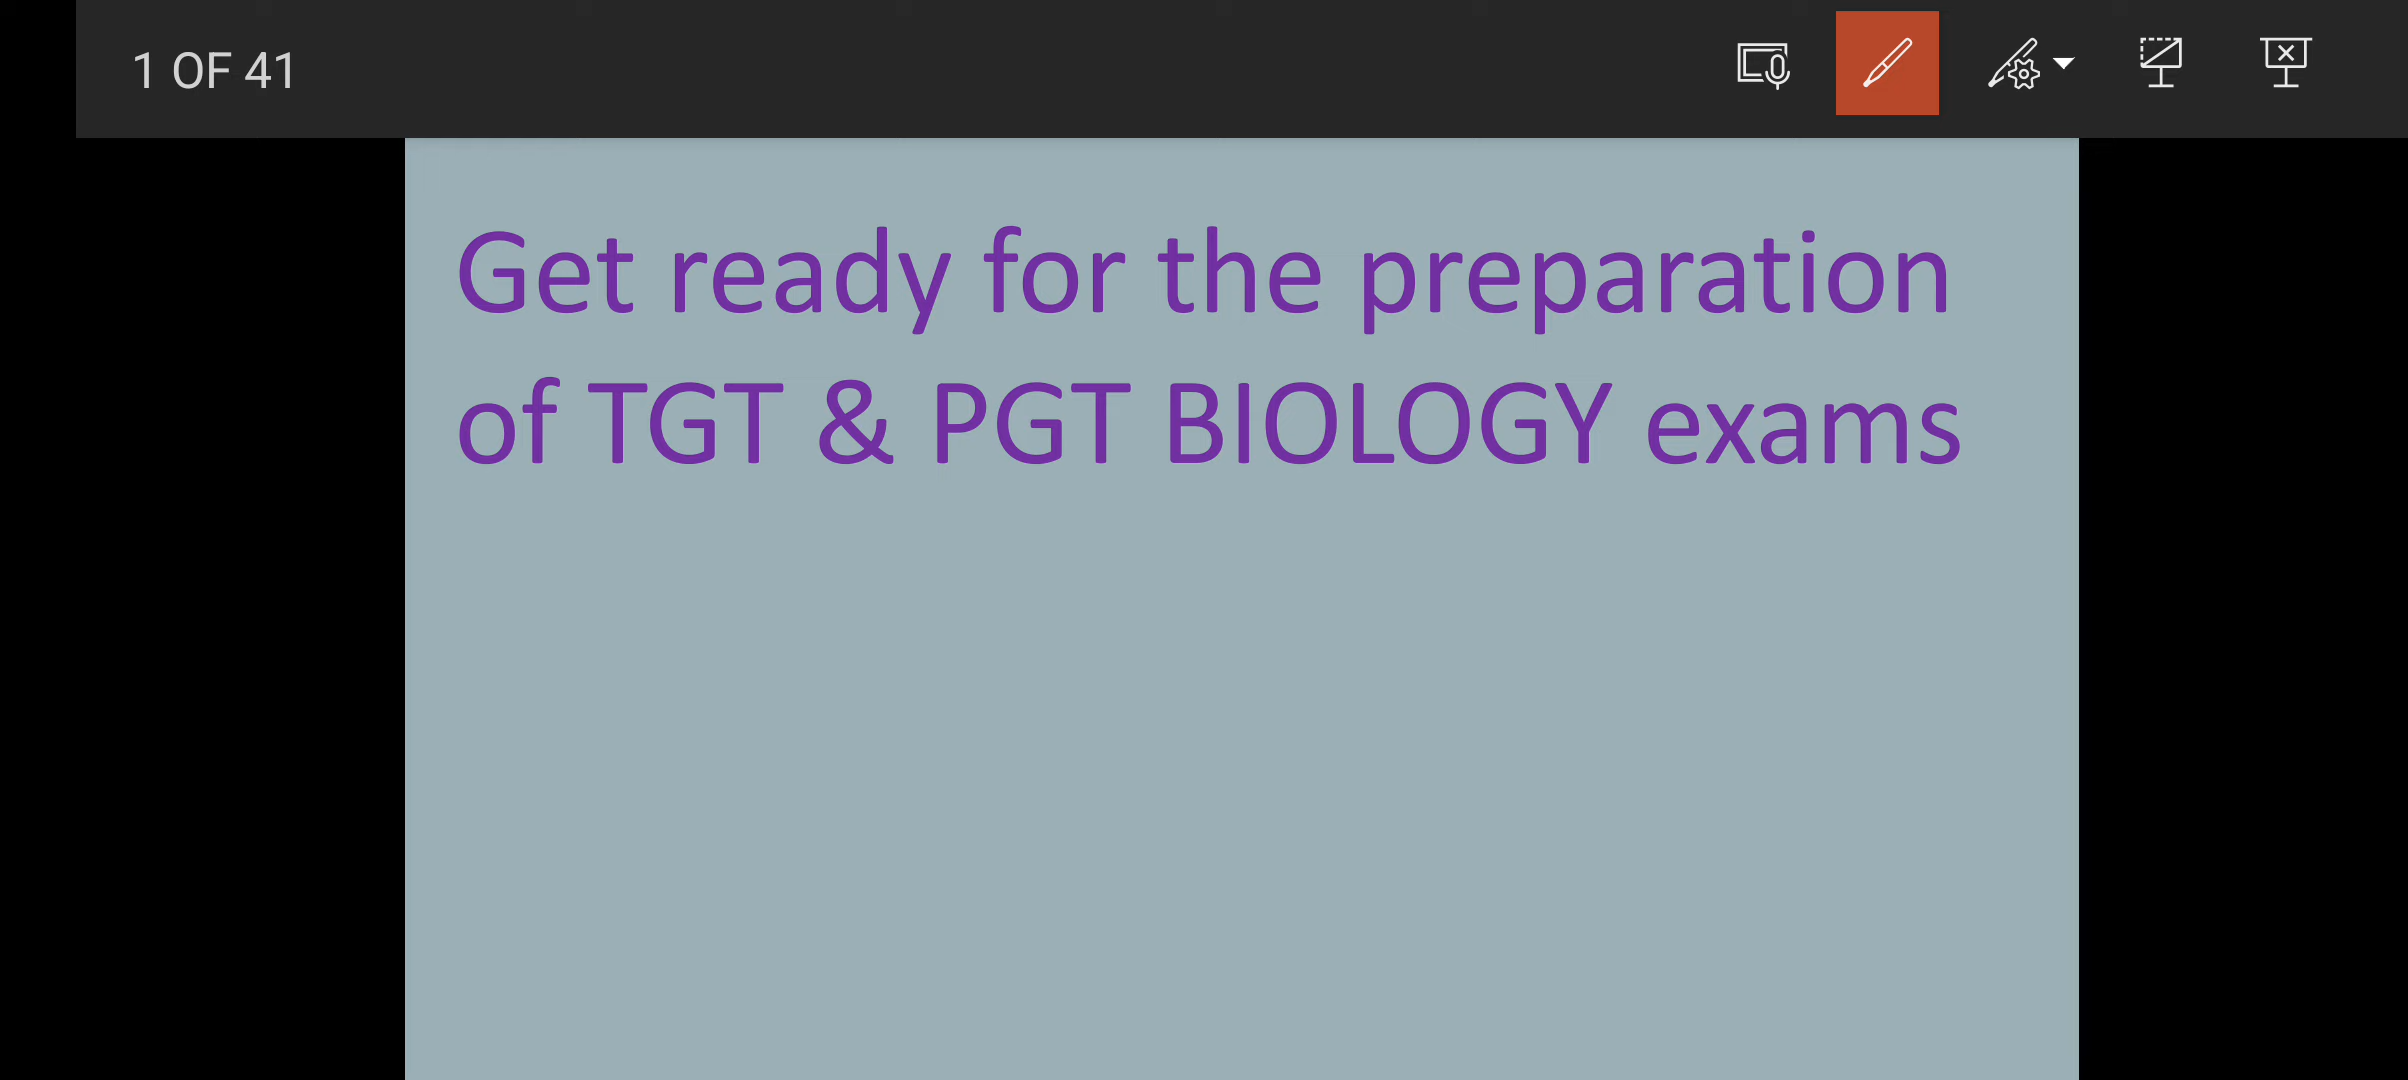 1 OF 41
Get ready for the preparation
of TGT & PGT BIOLOGY exams